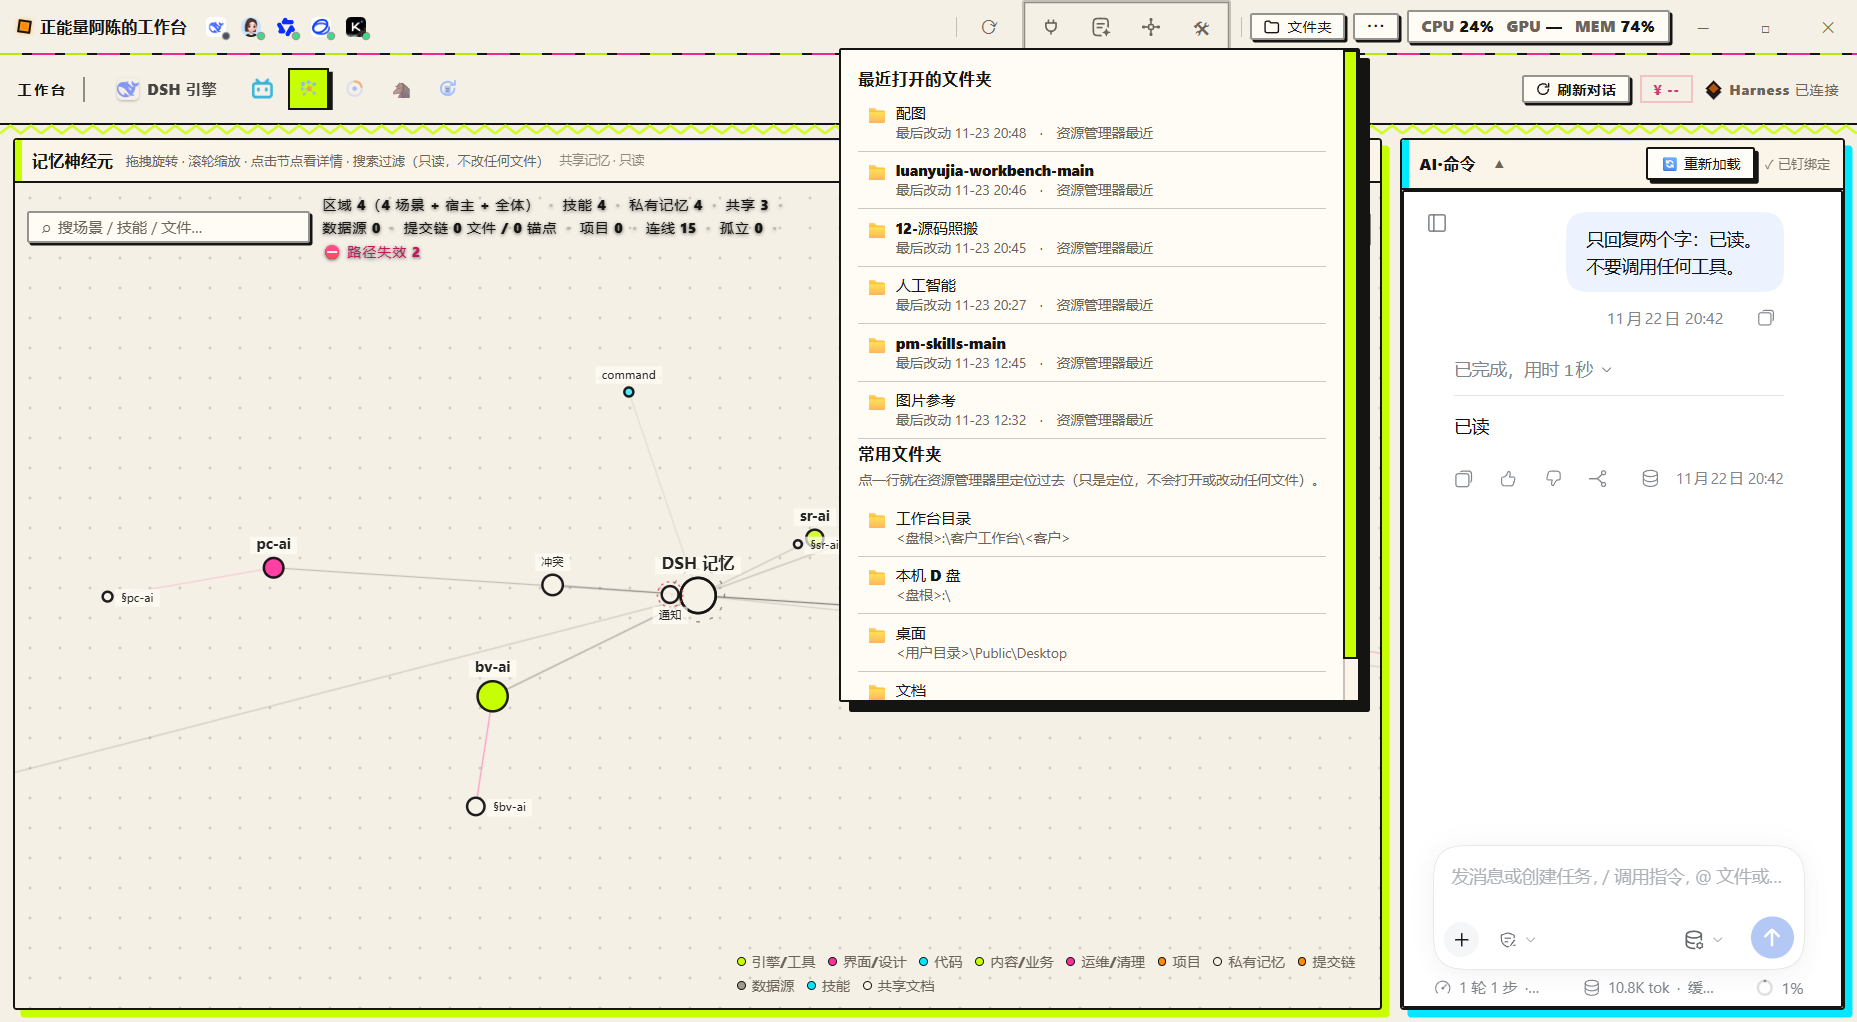 正能量阿陈的工作台
文件夹
···
CPU 24% GPU — MEM 74%
工作台
DSH 引擎
刷新对话
¥ --
Harness 已连接
记忆神经元
拖拽旋转 · 滚轮缩放 · 点击节点看详情 · 搜索过滤（只读，不改任何文件）
共享记忆 · 只读
搜场景 / 技能 / 文件...
区域 4（4 场景 + 宿主 + 全体） · 技能 4 · 私有记忆 4 · 共享 3 ·
数据源 0 · 提交链 0 文件 / 0 锚点 · 项目 0 · 连线 15 · 孤立 0 ·
路径失效 2
command
sr-ai
§sr-ai
pc-ai
§pc-ai
冲突
DSH 记忆
通知
bv-ai
§bv-ai
引擎/工具 界面/设计 代码 内容/业务 运维/清理 项目 私有记忆 提交链
数据源 技能 共享文档
最近打开的文件夹
配图
最后改动 11-23 20:48 · 资源管理器最近
luanyujia-workbench-main
最后改动 11-23 20:46 · 资源管理器最近
12-源码照搬
最后改动 11-23 20:45 · 资源管理器最近
人工智能
最后改动 11-23 20:27 · 资源管理器最近
pm-skills-main
最后改动 11-23 12:45 · 资源管理器最近
图片参考
最后改动 11-23 12:32 · 资源管理器最近
常用文件夹
点一行就在资源管理器里定位过去（只是定位，不会打开或改动任何文件）。
工作台目录
<盘根>:\客户工作台\<客户>
本机 D 盘
<盘根>:\
桌面
<用户目录>\Public\Desktop
文档
AI·命令 ▲
重新加载
✓已钉绑定
只回复两个字：已读。
不要调用任何工具。
11月22日 20:42
已完成，用时 1秒
已读
11月22日 20:42
发消息或创建任务, / 调用指令, @ 文件或...
1 轮 1 步 ·...
10.8K tok · 缓...
1%